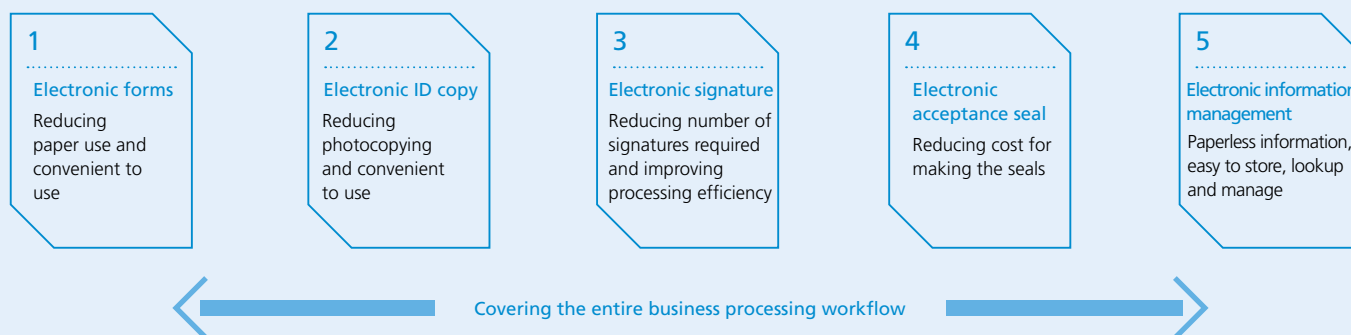 1
Electronic forms
Reducing
paper use and
convenient to
use
2
Electronic ID copy
Reducing
photocopying
and convenient
to use
3
Electronic signature
Reducing number of
signatures required
and improving
processing efficiency
4
Electronic
acceptance seal
Reducing cost for
making the seals
5
Electronic information
management
Paperless information,
easy to store, lookup
and manage
Covering the entire business processing workflow